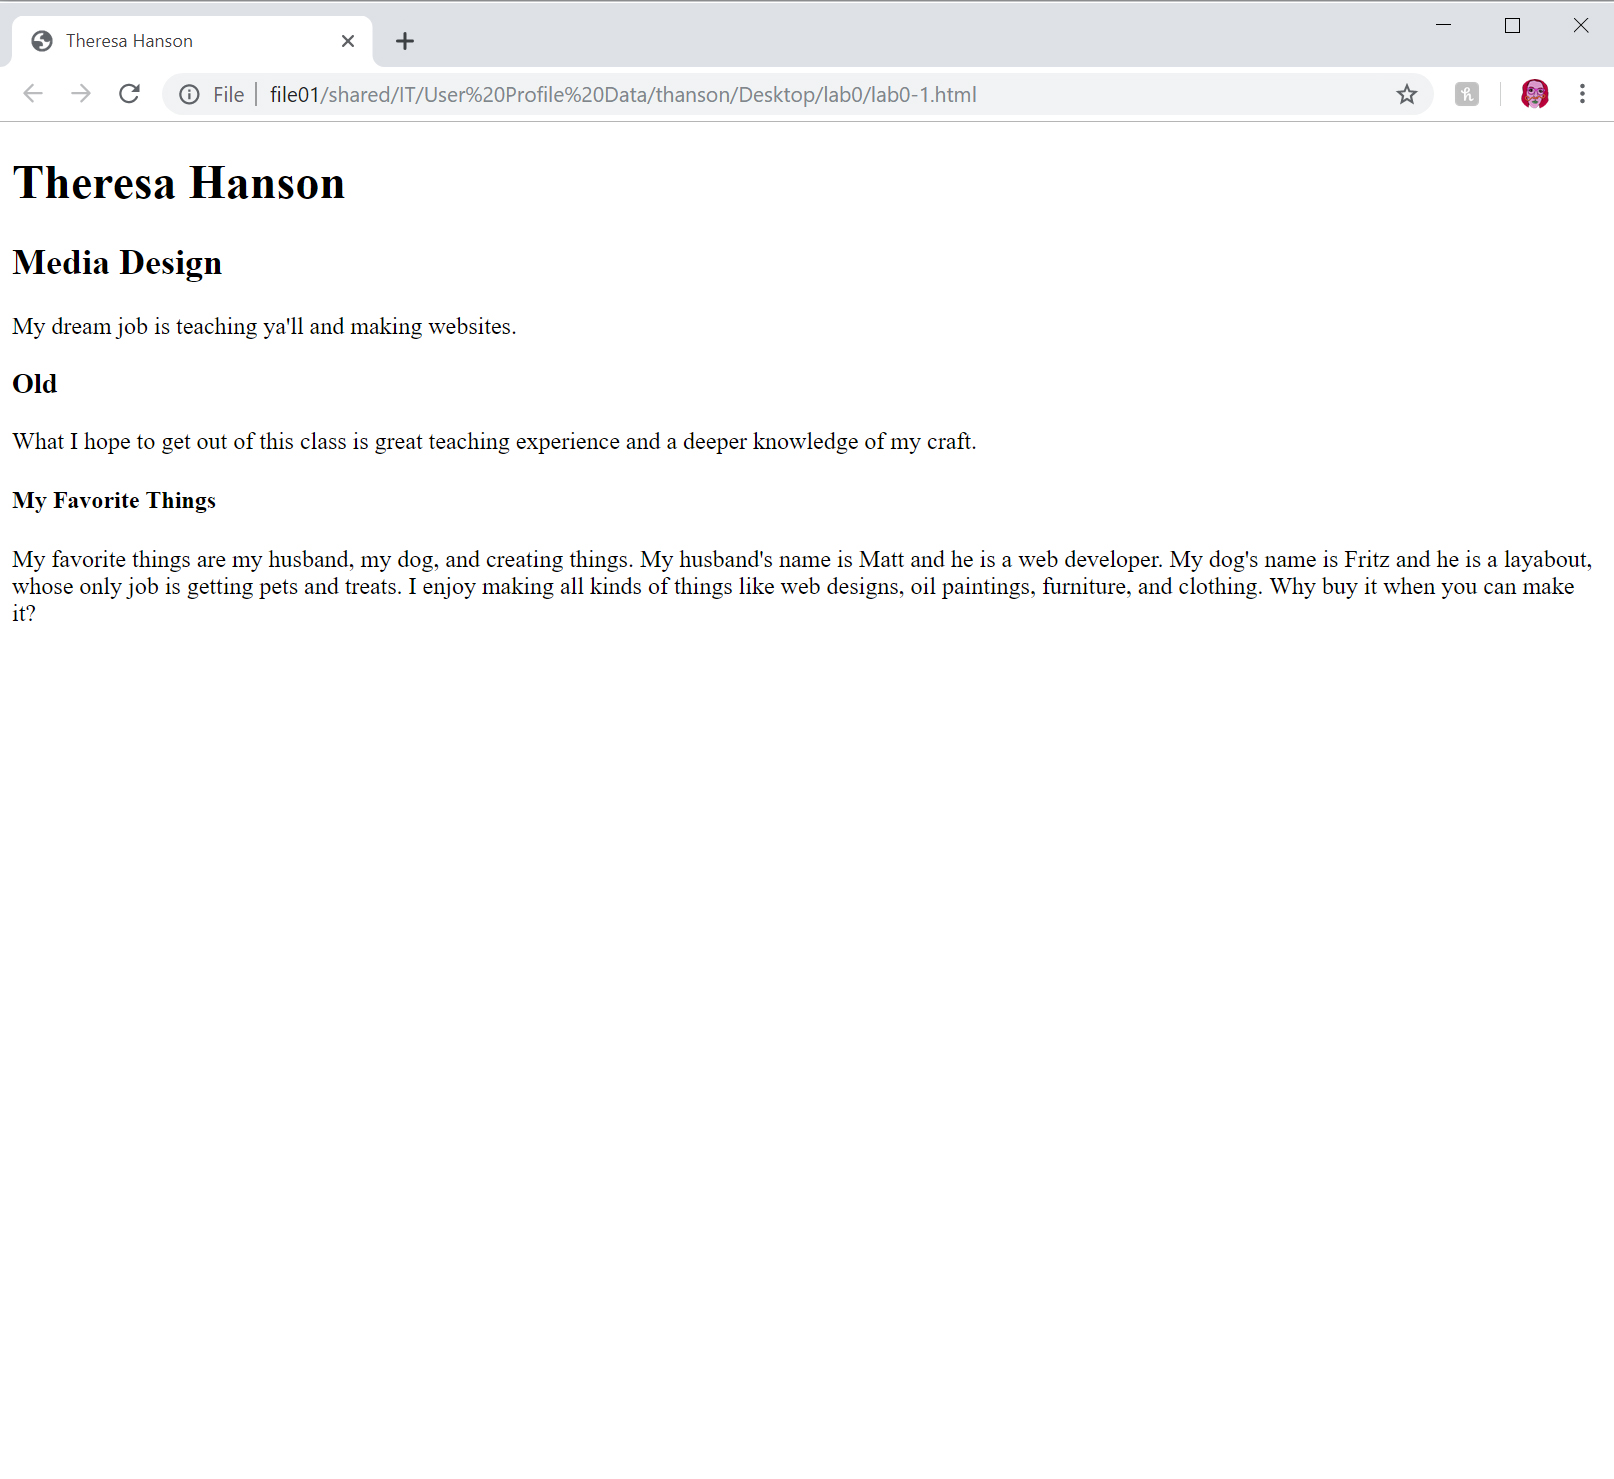 Theresa Hanson
File | file01/shared/IT/User%20Profile%20Data/thanson/Desktop/lab0/lab0-1.html
Theresa Hanson
Media Design
My dream job is teaching ya'll and making websites.
Old
What I hope to get out of this class is great teaching experience and a deeper knowledge of my craft.
My Favorite Things
My favorite things are my husband, my dog, and creating things. My husband's name is Matt and he is a web developer. My dog's name is Fritz and he is a layabout,
whose only job is getting pets and treats. I enjoy making all kinds of things like web designs, oil paintings, furniture, and clothing. Why buy it when you can make
it?